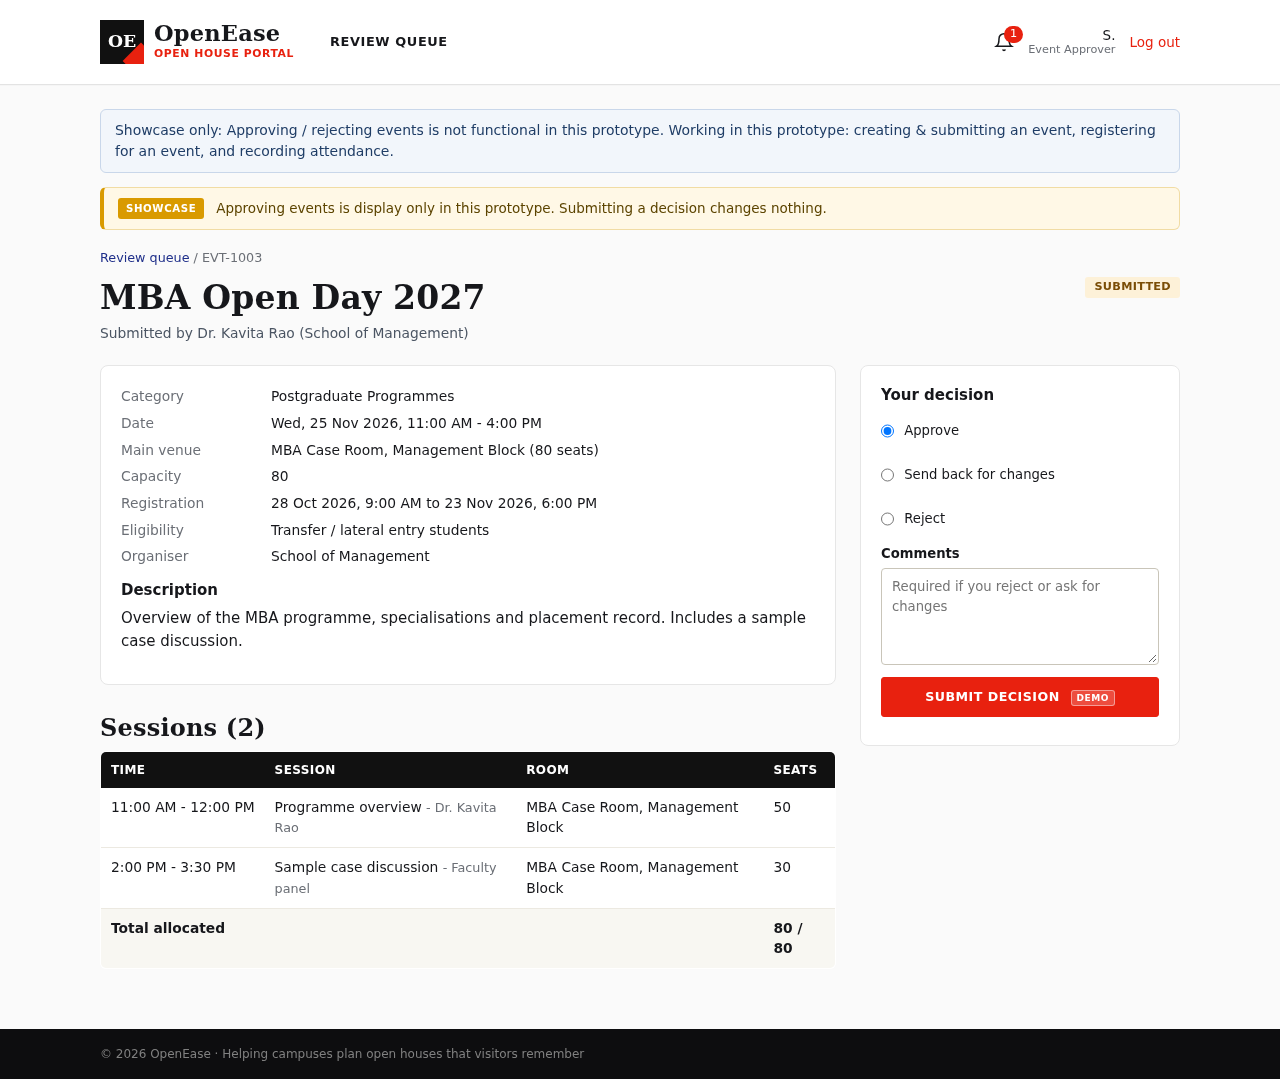 OE
OpenEase
OPEN HOUSE PORTAL
REVIEW QUEUE
1
S.
Event Approver
Log out
Showcase only: Approving / rejecting events is not functional in this prototype. Working in this prototype: creating & submitting an event, registering
for an event, and recording attendance.
SHOWCASE Approving events is display only in this prototype. Submitting a decision changes nothing.
Review queue / EVT-1003
MBA Open Day 2027
SUBMITTED
Submitted by Dr. Kavita Rao (School of Management)
Category Postgraduate Programmes
Date Wed, 25 Nov 2026, 11:00 AM - 4:00 PM
Main venue MBA Case Room, Management Block (80 seats)
Capacity 80
Registration 28 Oct 2026, 9:00 AM to 23 Nov 2026, 6:00 PM
Eligibility Transfer / lateral entry students
Organiser School of Management
Description
Overview of the MBA programme, specialisations and placement record. Includes a sample
case discussion.
Your decision
Approve
Send back for changes
Reject
Comments
Required if you reject or ask for
changes
SUBMIT DECISION DEMO
Sessions (2)
TIME SESSION ROOM SEATS
11:00 AM - 12:00 PM Programme overview - Dr. Kavita MBA Case Room, Management 50
Rao Block
2:00 PM - 3:30 PM Sample case discussion - Faculty MBA Case Room, Management 30
panel Block
Total allocated 80 /
80
© 2026 OpenEase · Helping campuses plan open houses that visitors remember